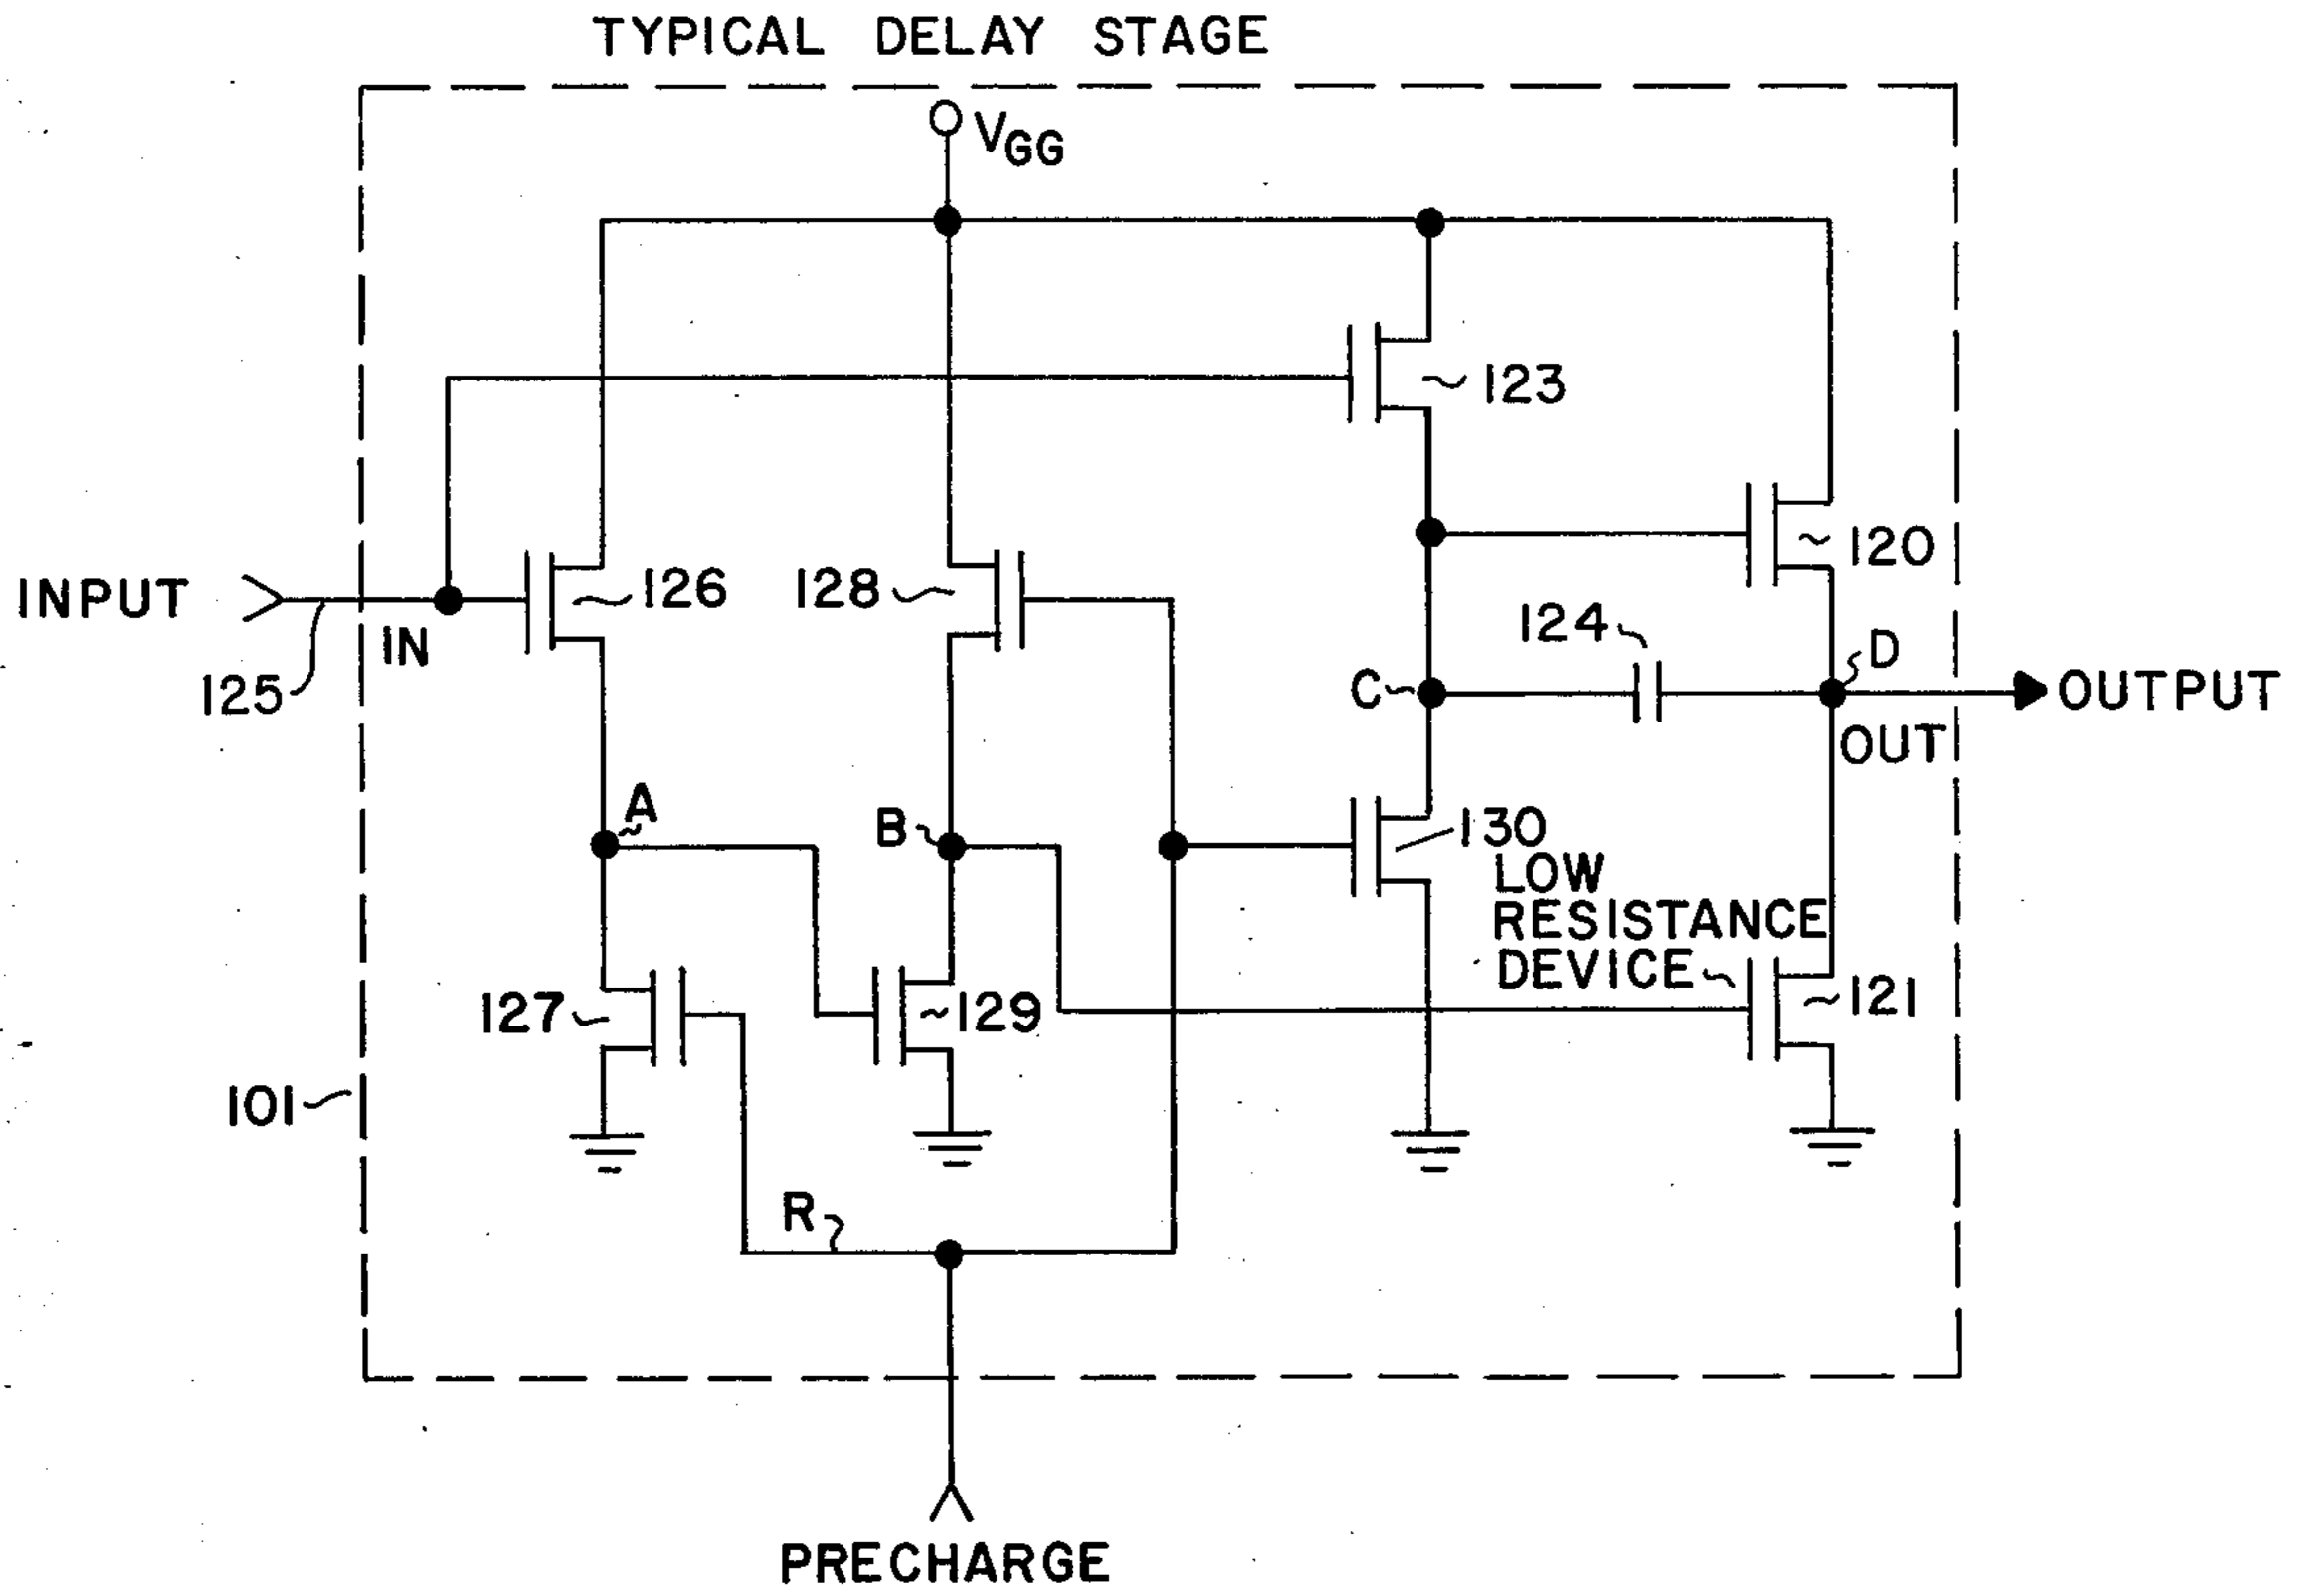 TYPICAL DELAY STAGE
VGG
123
120
INPUT
IN
125
126
128
124
D
C
OUTPUT
OUT
A
B
130
LOW
RESISTANCE
DEVICE
127
129
121
101
R
PRECHARGE